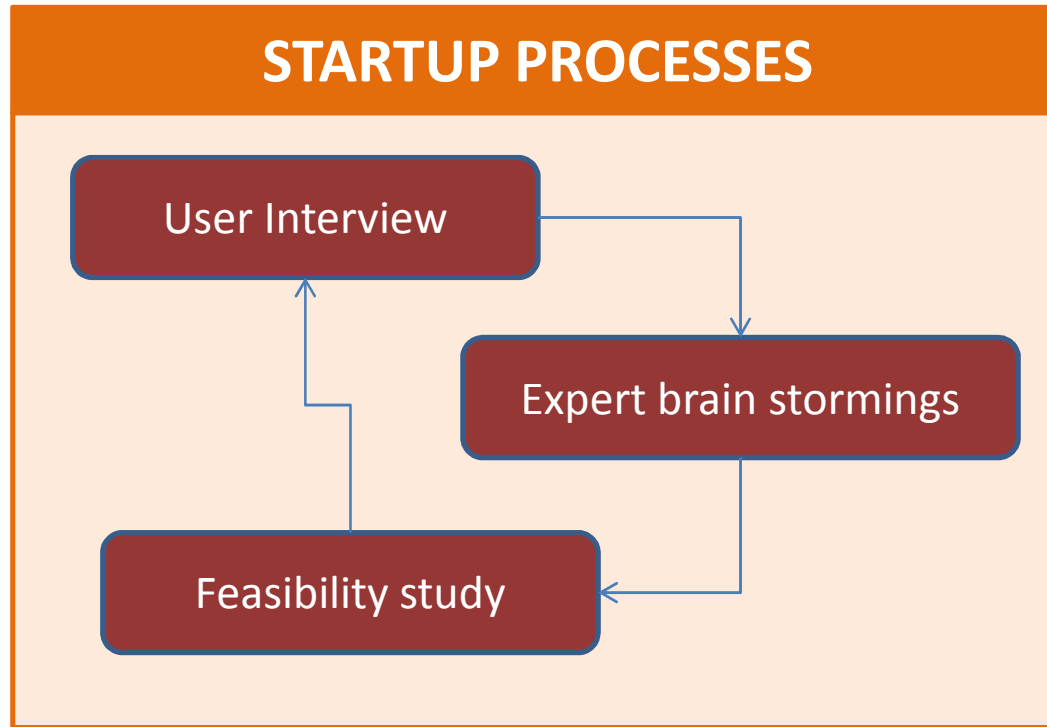 STARTUP PROCESSES
User Interview
Expert brain stormings
Feasibility study